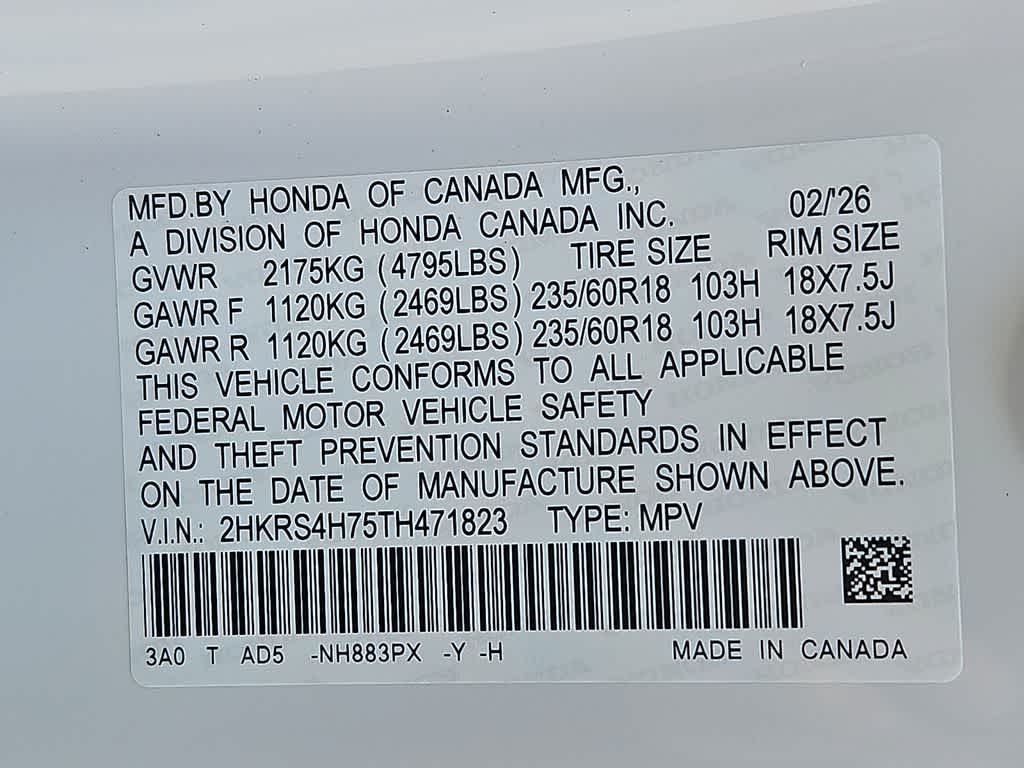 MFD.BY HONDA OF CANADA MFG.,
A DIVISION OF HONDA CANADA INC. 02/'26
GVWR 2175KG (4795LBS) TIRE SIZE RIM SIZE
GAWR F 1120KG (2469LBS) 235/60R18 103H 18X7.5J
GAWR R 1120KG (2469LBS) 235/60R18 103H 18X7.5J
THIS VEHICLE CONFORMS TO ALL APPLICABLE
FEDERAL MOTOR VEHICLE SAFETY
AND THEFT PREVENTION STANDARDS IN EFFECT
ON THE DATE OF MANUFACTURE SHOWN ABOVE.
V.I.N.: 2HKRS4H75TH471823 TYPE: MPV
3A0 T AD5 -NH883PX -Y -H MADE IN CANADA